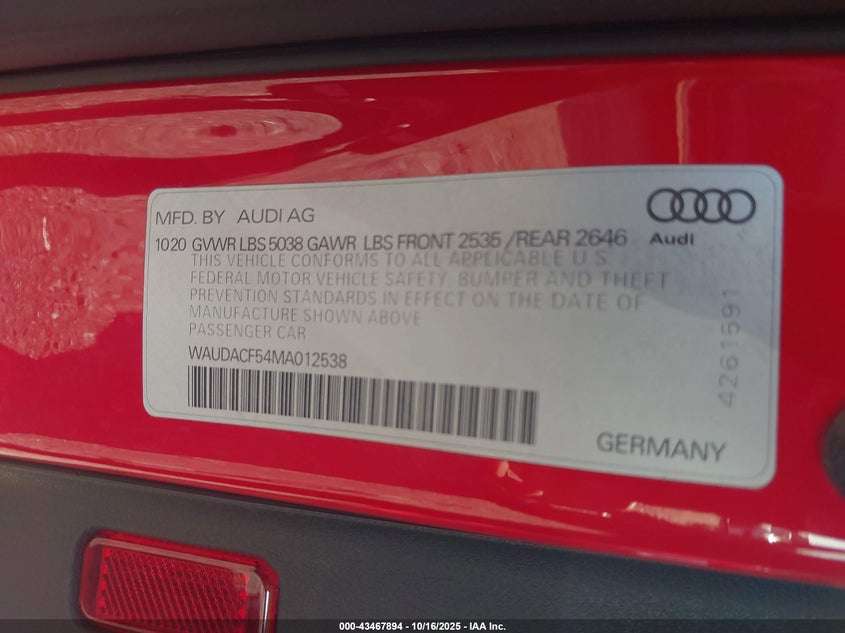 MFD. BY AUDI AG
Audi
1020 GVWR LBS 5038 GAWR LBS FRONT 2535 /REAR 2646
THIS VEHICLE CONFORMS TO ALL APPLICABLE U S
FEDERAL MOTOR VEHICLE SAFETY, BUMPER AND THEFT
PREVENTION STANDARDS IN EFFECT ON THE DATE OF
MANUFACTURE SHOWN ABOVE
PASSENGER CAR
WAUDACF54MA012538
4261591
GERMANY
000-43467894 - 10/16/2025 - IAA Inc.